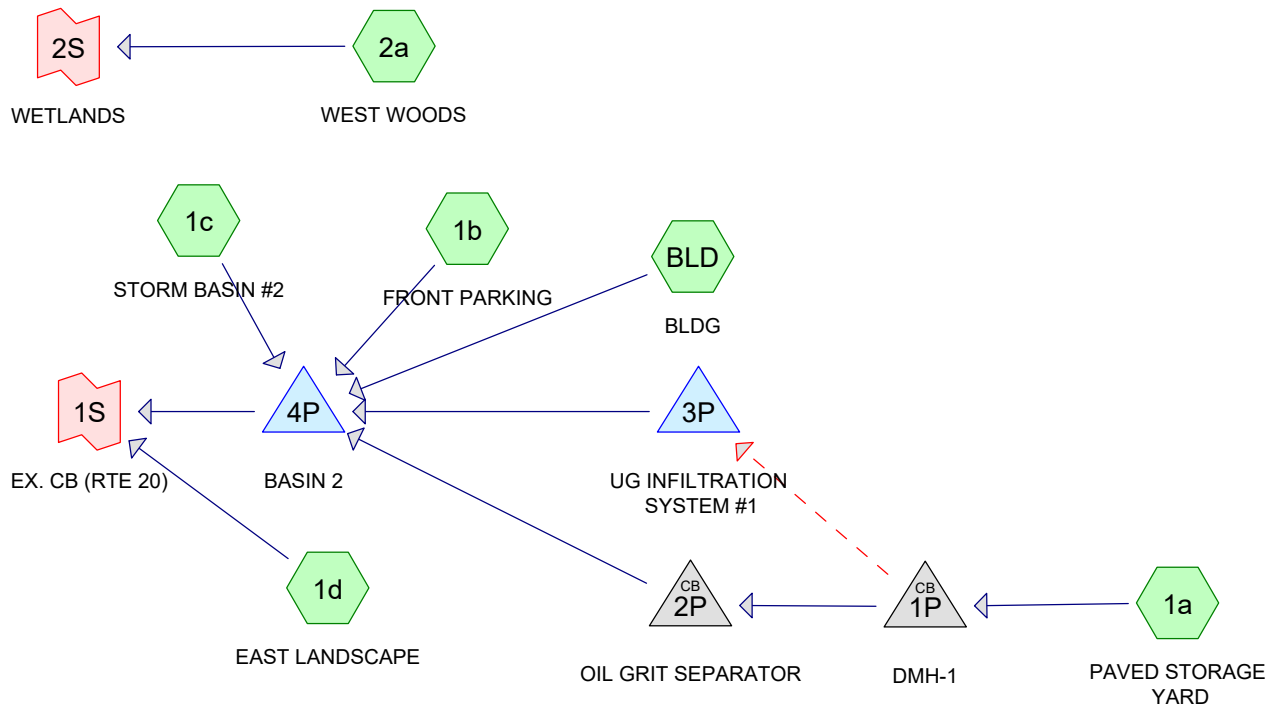 2S
2a
WETLANDS
WEST WOODS
1c
1b
STORM BASIN #2
FRONT PARKING
BLD
BLDG
1S
4P
3P
EX. CB (RTE 20)
BASIN 2
UG INFILTRATION
SYSTEM #1
1d
EAST LANDSCAPE
CB
2P
OIL GRIT SEPARATOR
CB
1P
DMH-1
1a
PAVED STORAGE
YARD